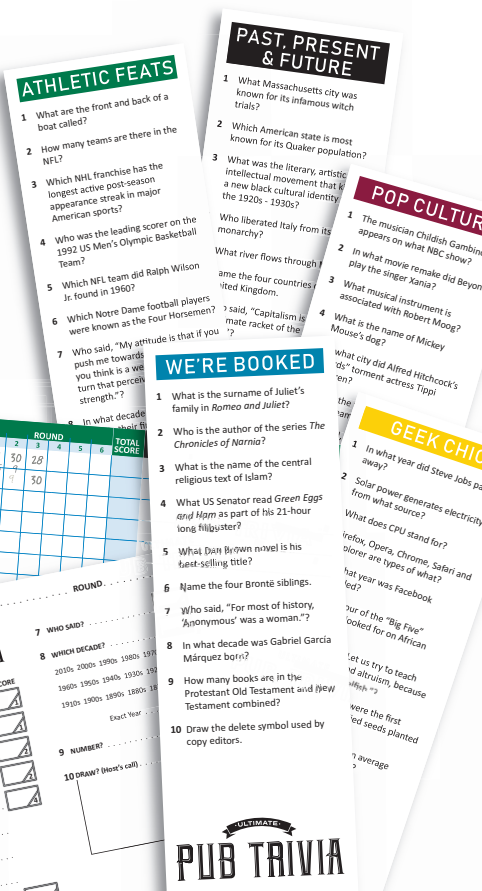 ATHLETIC FEATS
1 What are the front and back of a
boat called?
2 How many teams are there in the
NFL?
3 Which NHL franchise has the
longest active post-season
appearance streak in major
American sports?
4 Who was the leading scorer on the
1992 US Men's Olympic Basketball
Team?
5 Which NFL team did Ralph Wilson
Jr. found in 1960?
6 Which Notre Dame football players
were known as the Four Horsemen?
7 Who said, "My attitude is that if you
push me towards
you think is a we
turn that perceiv
strength."?
8 In what decade
PAST, PRESENT
& FUTURE
1 What Massachusetts city was
known for its infamous witch
trials?
2 Which American state is most
known for its Quaker population?
3 What was the literary, artistic
intellectual movement that k
a new black cultural identity
the 1920s - 1930s?
Who liberated Italy from its
monarchy?
What river flows through
ame the four countries
ited Kingdom.
said, "Capitalism is
mate racket of the
"?
POP CULTUR
1 The musician Childish Gambino
appears on what NBC show?
2 In what movie remake did Beyon
play the singer Xania?
3 What musical instrument is
associated with Robert Moog?
4 What is the name of Mickey
Mouse's dog?
what city did Alfred Hitchcock's
ds" torment actress Tippi
en?
GEEK CHIC
1 In what year did Steve Jobs pa
away?
2 Solar power generates electricity
from what source?
What does CPU stand for?
irefox, Opera, Chrome, Safari and
plorer are types of what?
hat year was Facebook
ded?
our of the "Big Five"
ooked for on African
Let us try to teach
d altruism, because
selfish."?
were the first
ied seeds planted
n average
?
WE'RE BOOKED
1 What is the surname of Juliet's
family in Romeo and Juliet?
2 Who is the author of the series The
Chronicles of Narnia?
3 What is the name of the central
religious text of Islam?
4 What US Senator read Green Eggs
and Ham as part of his 21-hour
long filibuster?
5 What Dan Brown novel is his
best-selling title?
6 Name the four Brontë siblings.
7 Who said, "For most of history,
'Anonymous' was a woman."?
8 In what decade was Gabriel García
Márquez born?
9 How many books are in the
Protestant Old Testament and New
Testament combined?
10 Draw the delete symbol used by
copy editors.
·ULTIMATE·
PUB TRIVIA
ROUND
2 3 4 5 6 TOTAL
SCORE
30 28
9 30
ROUND
7 WHO SAID?
8 WHICH DECADE?
2010s 2000s 1990s 1980s 197
1960s 1950s 1940s 1930s 192
1910s 1900s 1890s 1880s 18
Exact Year
9 NUMBER?
10 DRAW? (Host's call)
CORE
1
1
2
2
4